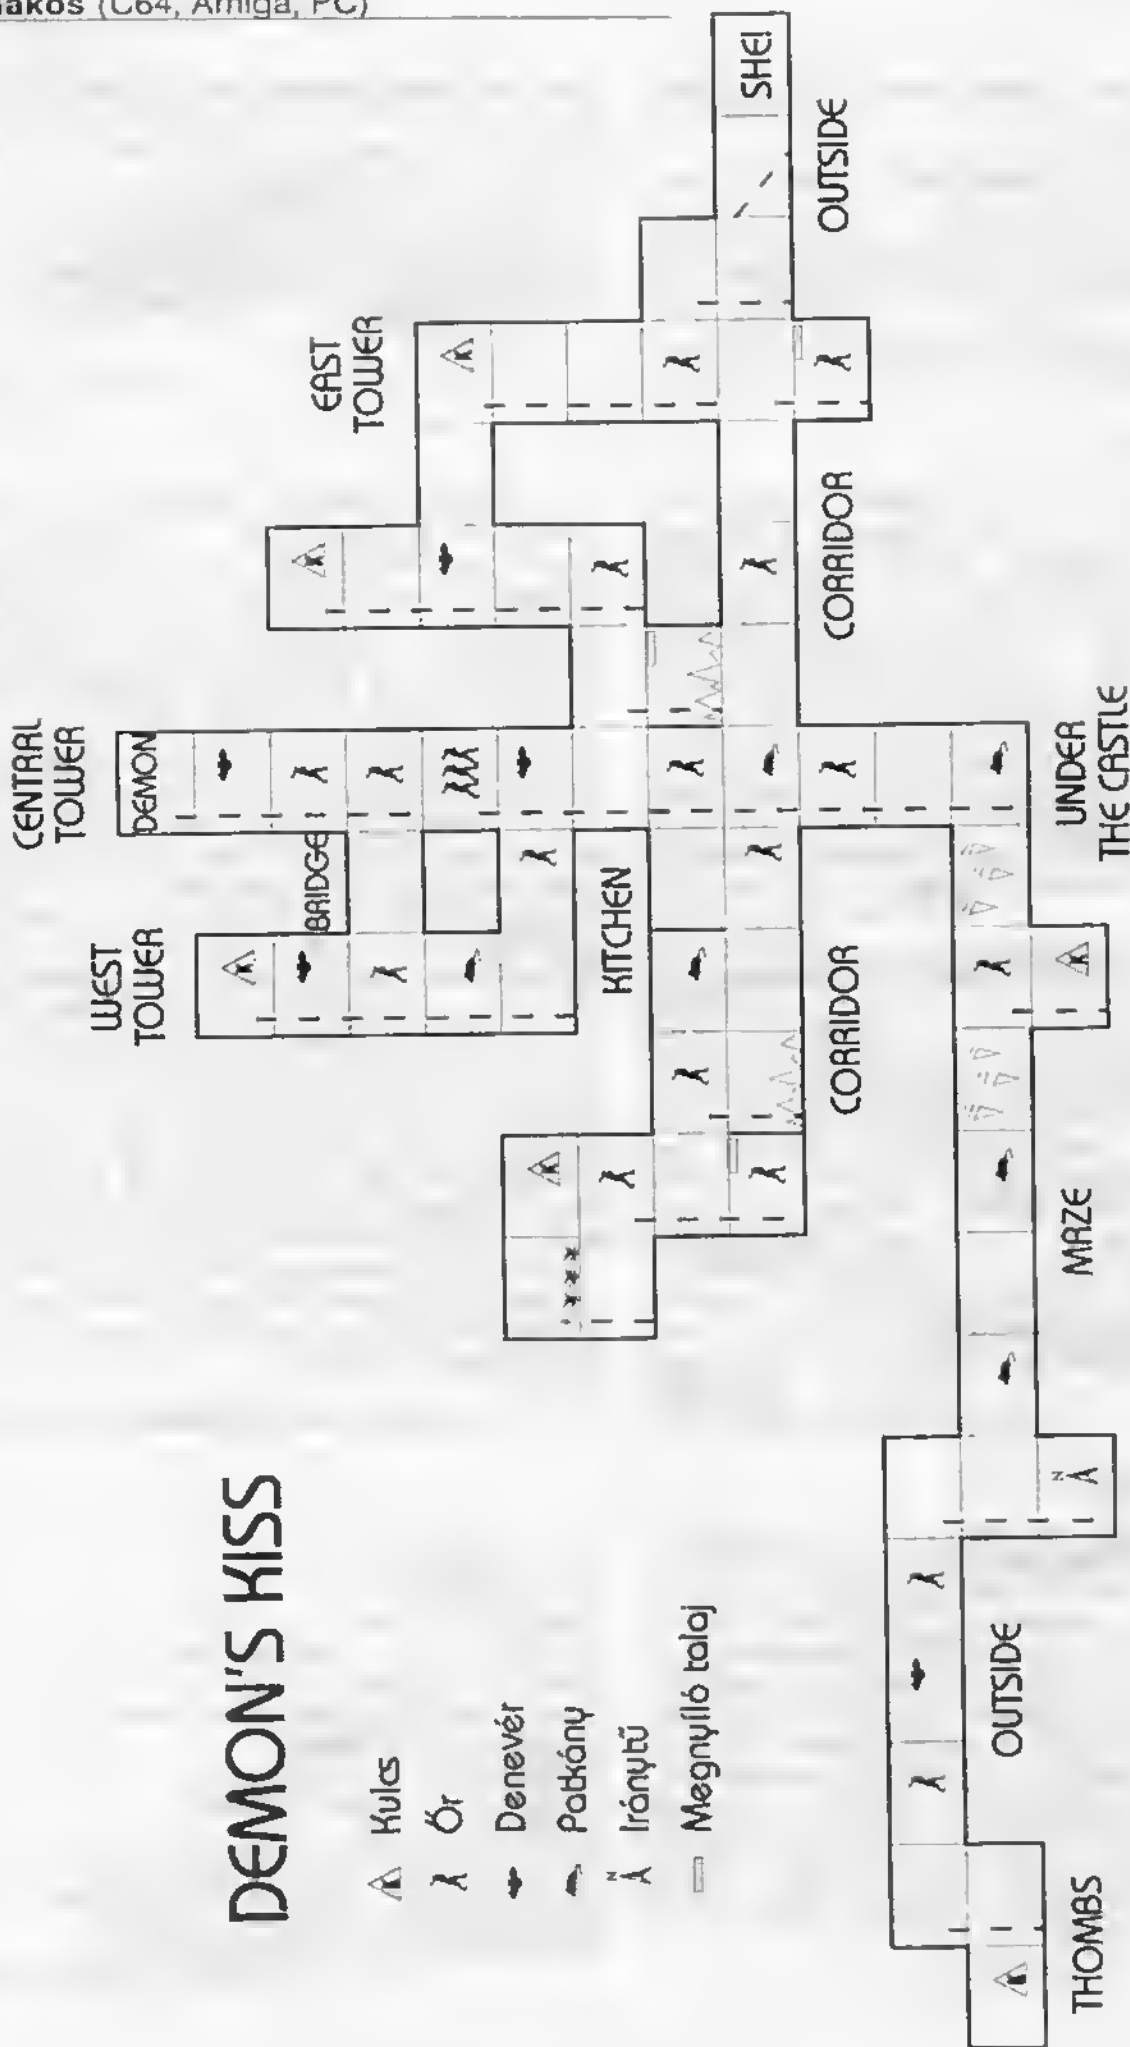 (C64, Amiga, PC)
DEMON'S KISS
Kulcs
Őr
Denevér
Patkány
Iránytű
Megnyíló talaj
CENTRAL
TOWER
WEST
TOWER
EAST
TOWER
DEMON
BRIDGE
KITCHEN
SHE!
OUTSIDE
CORRIDOR
CORRIDOR
UNDER
THE CASTLE
MAZE
N
N
OUTSIDE
THOMBS